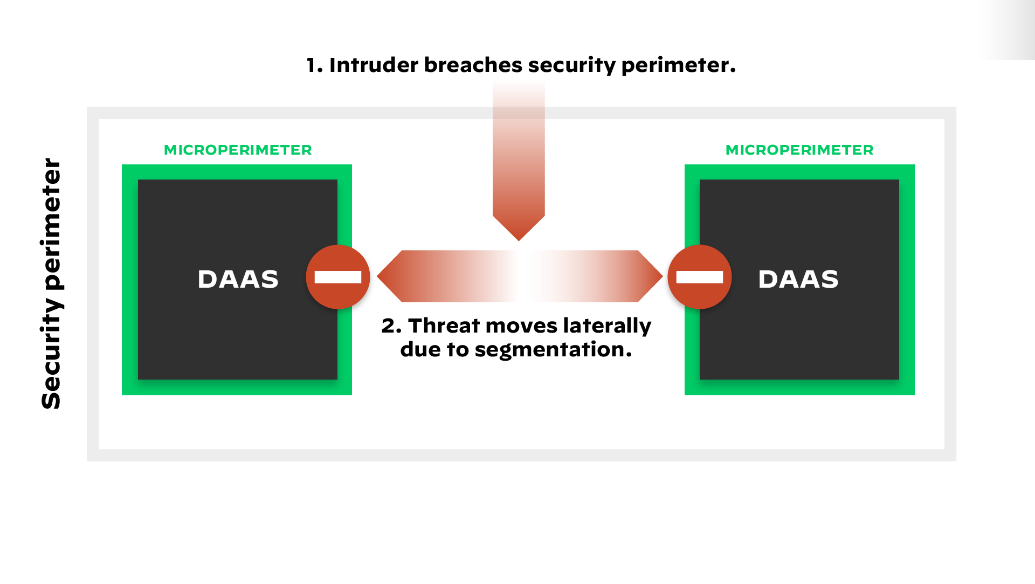 1. Intruder breaches security perimeter.
Security perimeter
MICROPERIMETER
MICROPERIMETER
DAAS
DAAS
2. Threat moves laterally
due to segmentation.